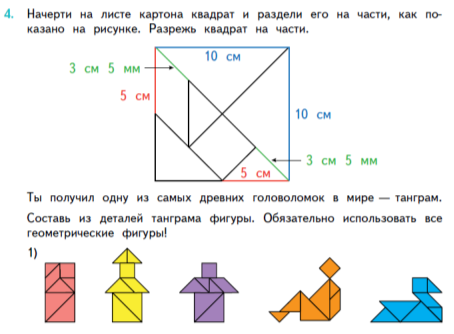 4. Начерти на листе картона квадрат и раздели его на части, как по-
казано на рисунке. Разрежь квадрат на части.
10 см
3 см 5 мм
5 см
10 см
3 см 5 мм
5 см
Ты получил одну из самых древних головоломок в мире — танграм.
Составь из деталей танграма фигуры. Обязательно использовать все
геометрические фигуры!
1)